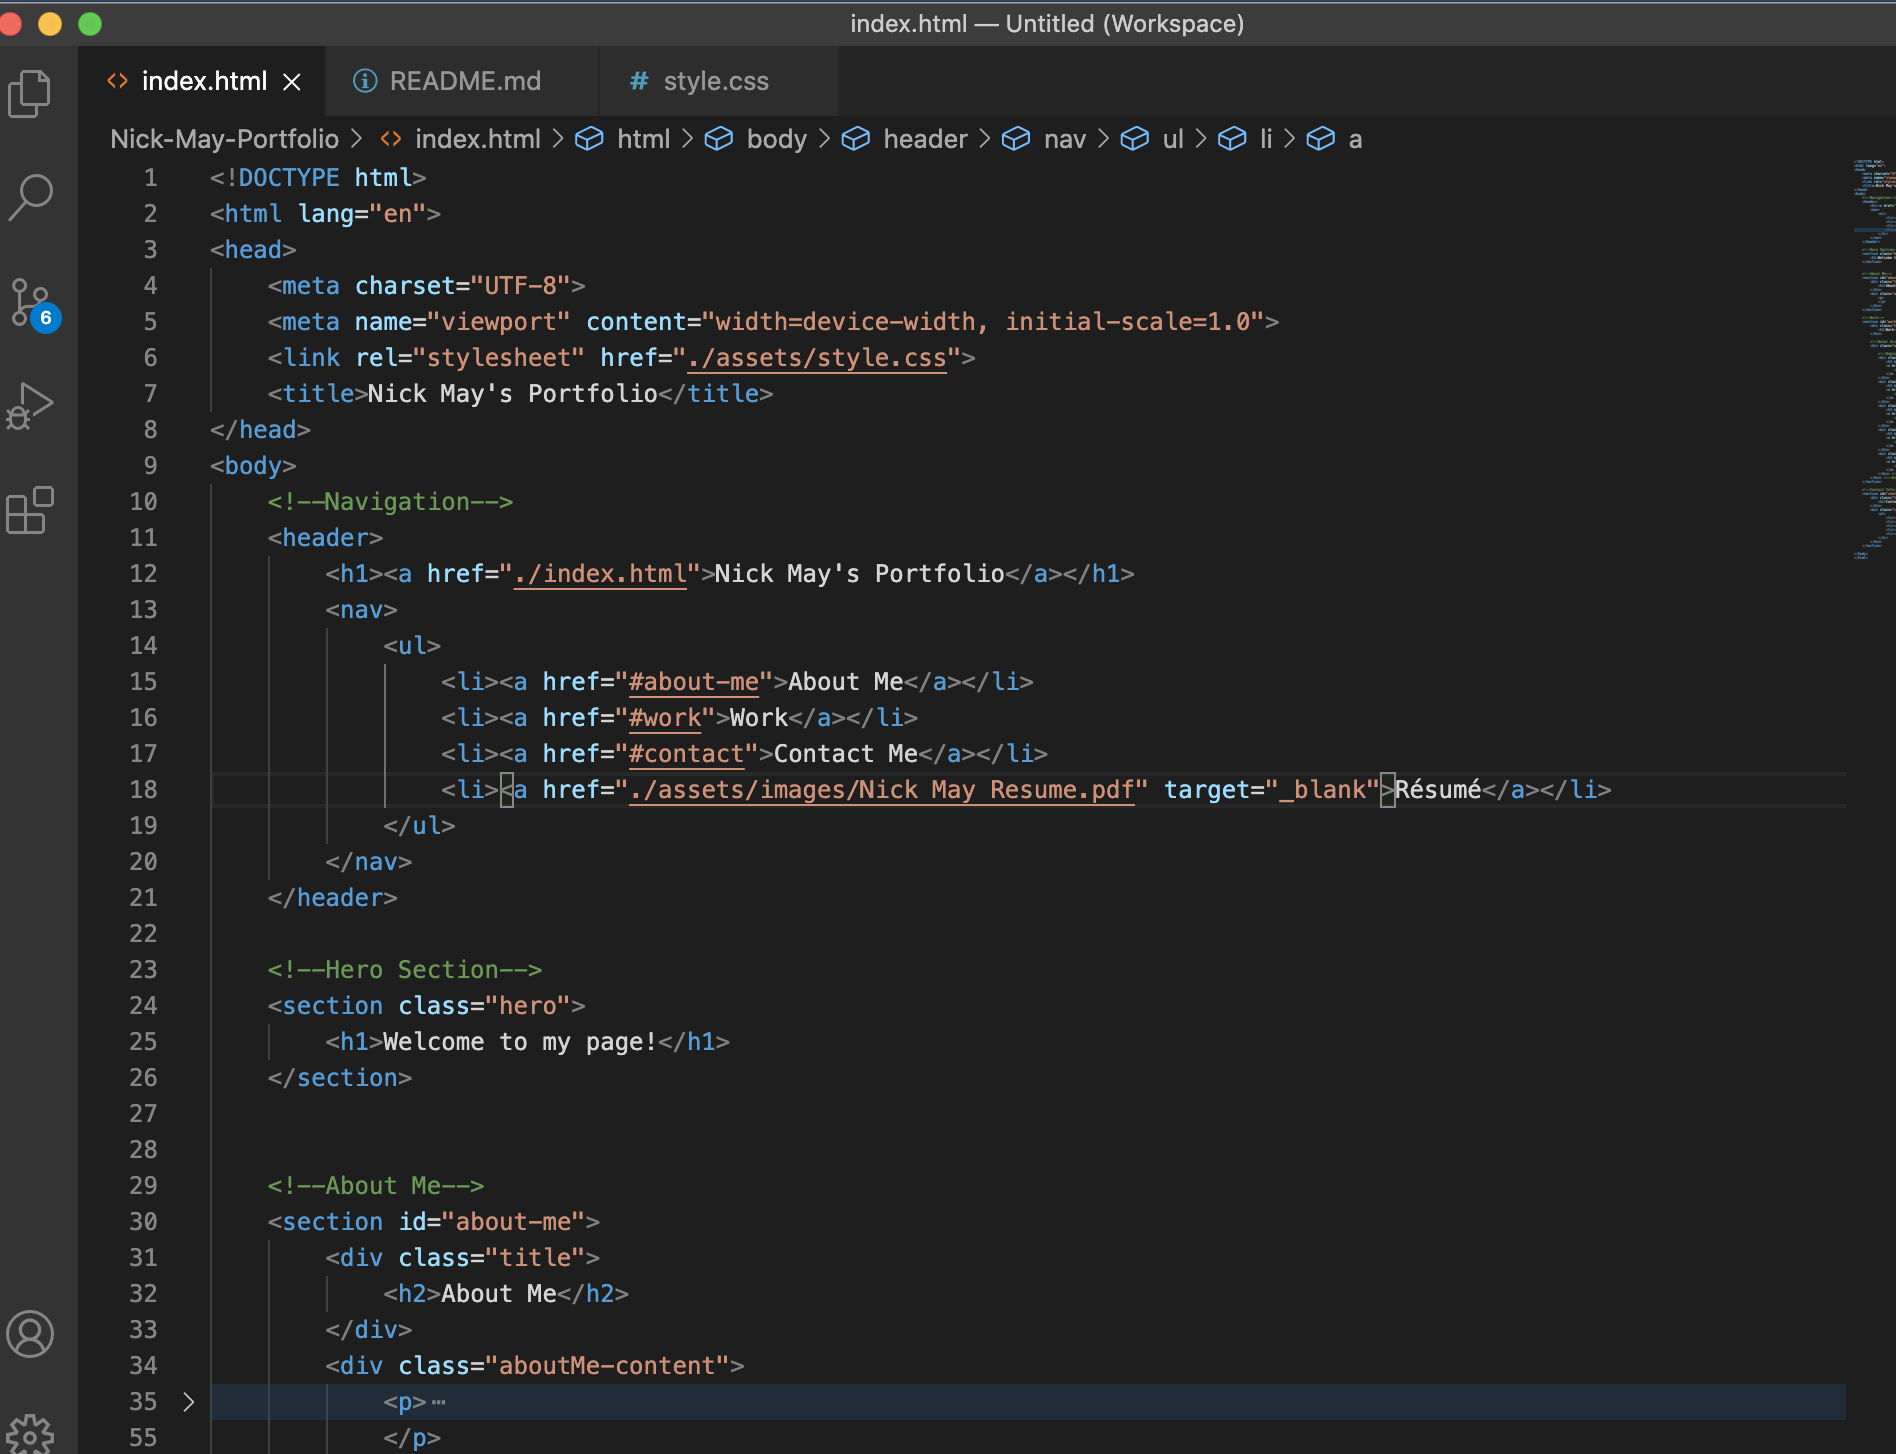 index.html — Untitled (Workspace)
index.html README.md # style.css
Nick-May-Portfolio > index.html > html > body > header > nav > ul > li > a
1 <!DOCTYPE html>
2 <html lang="en">
3 <head>
4 <meta charset="UTF-8">
5 <meta name="viewport" content="width=device-width, initial-scale=1.0">
6 <link rel="stylesheet" href="./assets/style.css">
7 <title>Nick May's Portfolio</title>
8 </head>
9 <body>
10 <!--Navigation-->
11 <header>
12 <h1><a href="./index.html">Nick May's Portfolio</a></h1>
13 <nav>
14 <ul>
15 <li><a href="#about-me">About Me</a></li>
16 <li><a href="#work">Work</a></li>
17 <li><a href="#contact">Contact Me</a></li>
18 <li><a href="./assets/images/Nick May Resume.pdf" target="_blank">Résumé</a></li>
19 </ul>
20 </nav>
21 </header>
22
23 <!--Hero Section-->
24 <section class="hero">
25 <h1>Welcome to my page!</h1>
26 </section>
27
28
29 <!--About Me-->
30 <section id="about-me">
31 <div class="title">
32 <h2>About Me</h2>
33 </div>
34 <div class="aboutMe-content">
35 <p>…
55 </p>
6